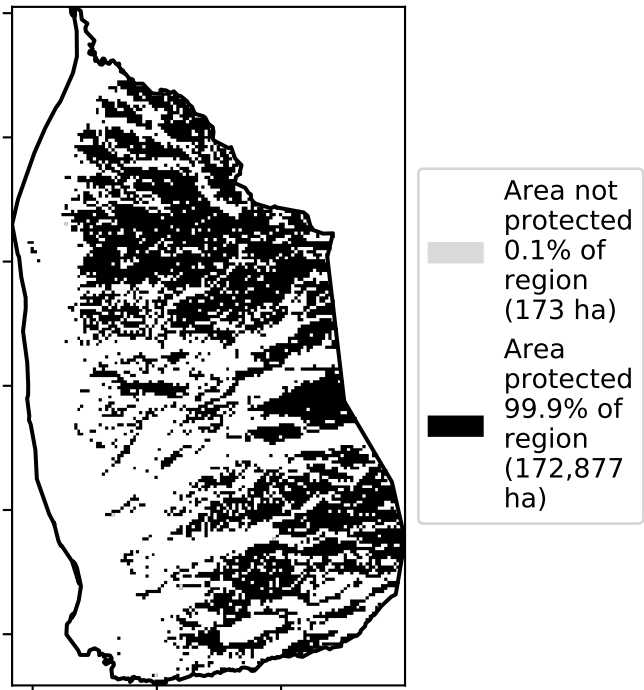 Area not
protected
0.1% of
region
(173 ha)
Area
protected
99.9% of
region
(172,877
ha)